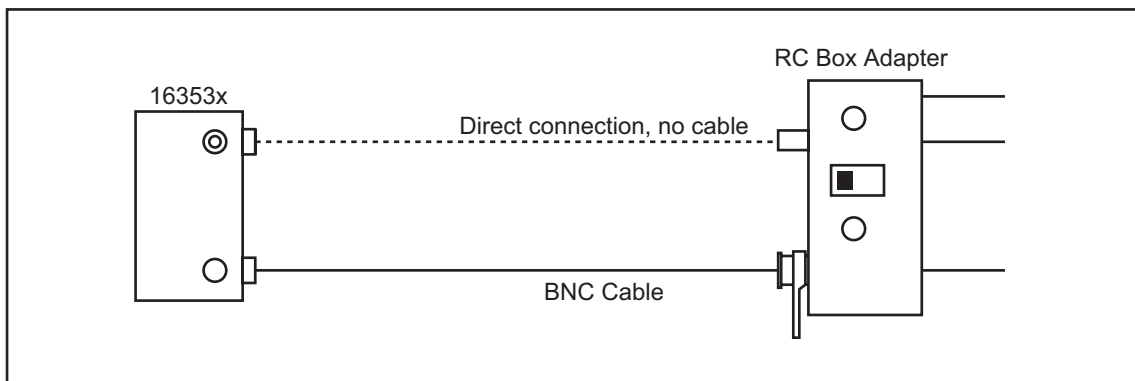 RC Box Adapter
16353x
Direct connection, no cable
BNC Cable